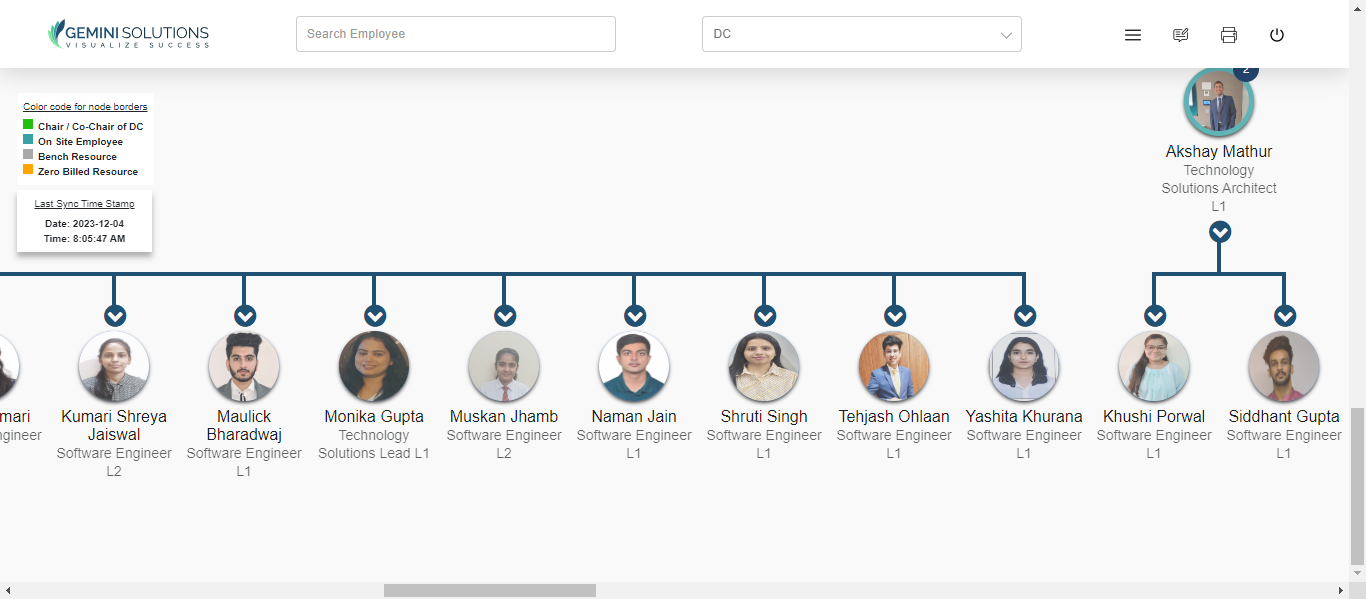 GEMINI SOLUTIONS
VISUALIZE SUCCESS
Search Employee
DC
Color code for node borders
Chair / Co-Chair of DC
On Site Employee
Bench Resource
Zero Billed Resource
Last Sync Time Stamp
Date: 2023-12-04
Time: 8:05:47 AM
2
Akshay Mathur
Technology
Solutions Architect
L1
mari
ngineer
Kumari Shreya
Jaiswal
Software Engineer
L2
Maulick
Bharadwaj
Software Engineer
L1
Monika Gupta
Technology
Solutions Lead L1
Muskan Jhamb
Software Engineer
L2
Naman Jain
Software Engineer
L1
Shruti Singh
Software Engineer
L1
Tehjash Ohlaan
Software Engineer
L1
Yashita Khurana
Software Engineer
L1
Khushi Porwal
Software Engineer
L1
Siddhant Gupta
Software Engineer
L1